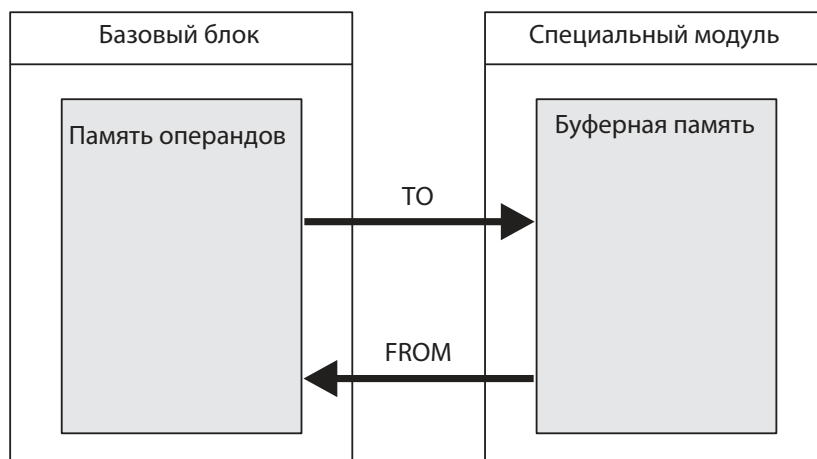 Базовый блок
Специальный модуль
Память операндов
Буферная память
TO
FROM